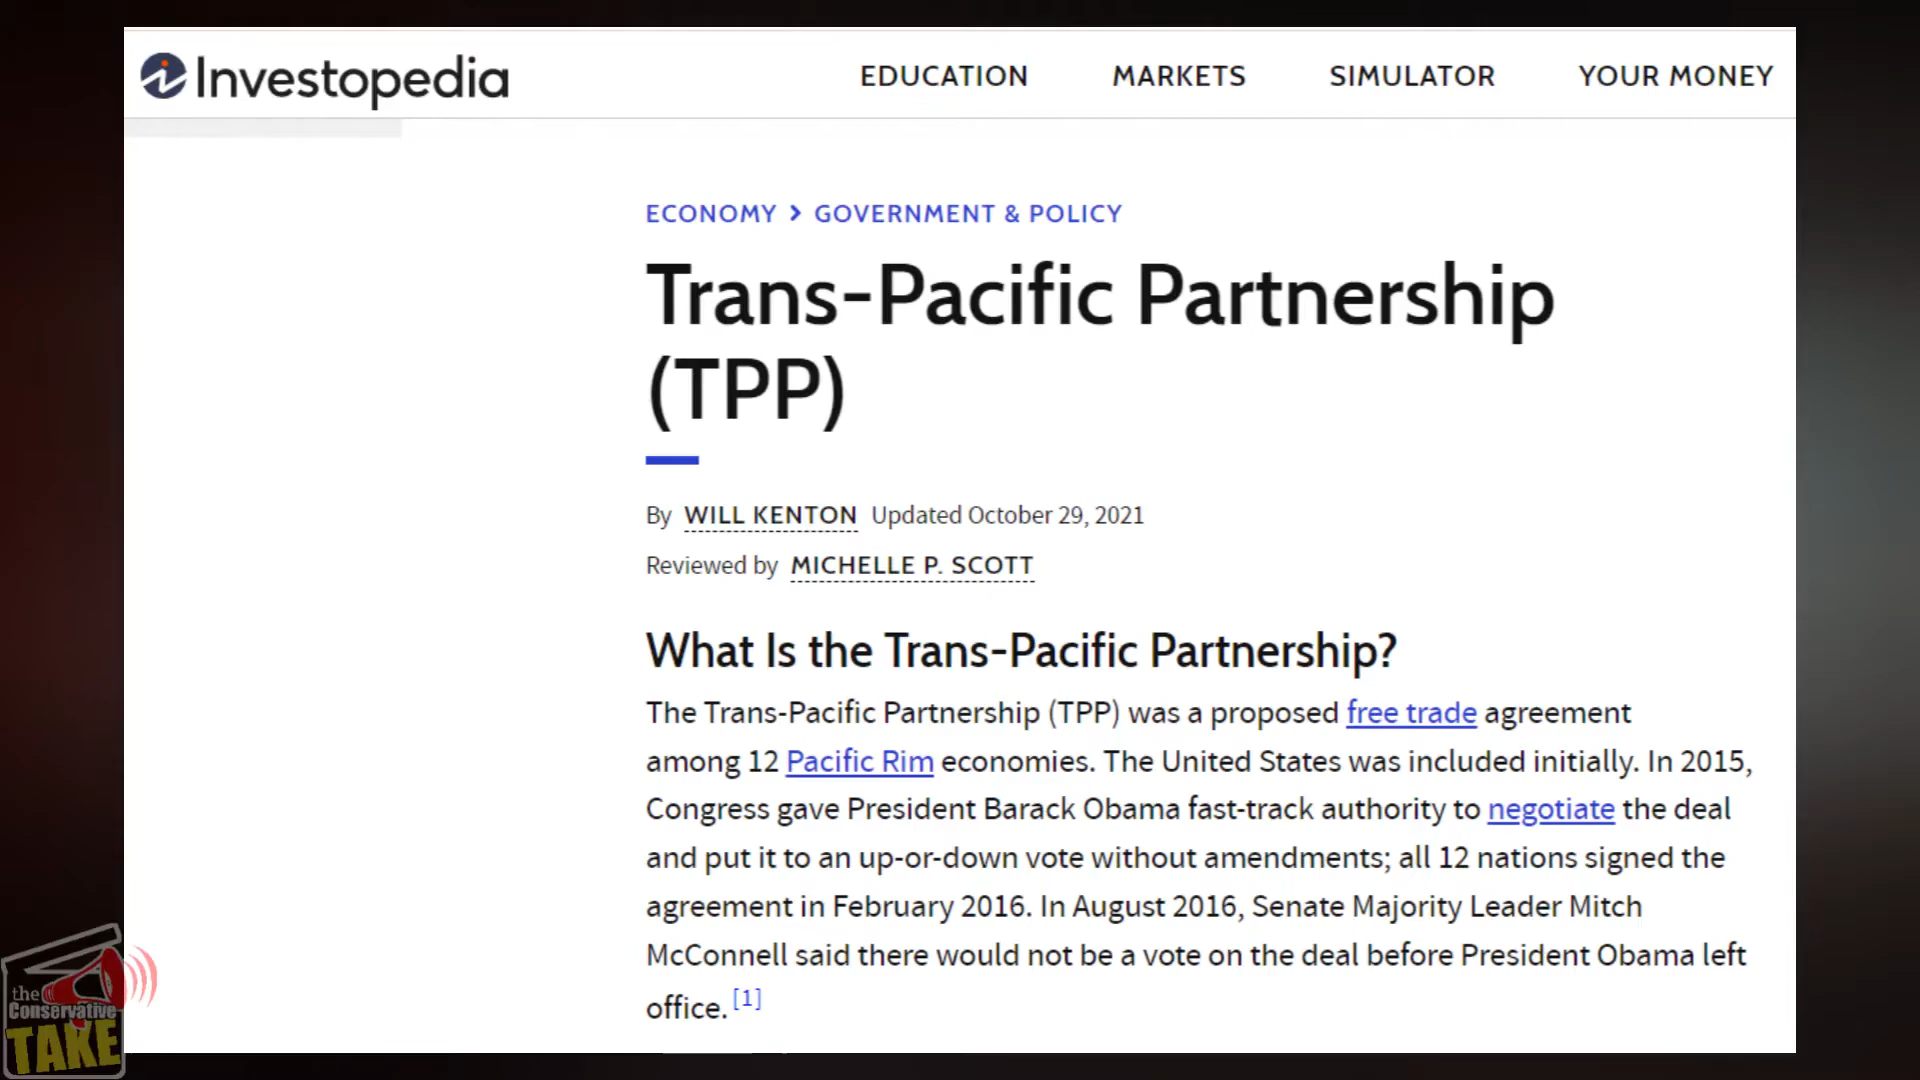 Investopedia
EDUCATION MARKETS SIMULATOR YOUR MONEY
ECONOMY > GOVERNMENT & POLICY
Trans-Pacific Partnership
(TPP)
By WILL KENTON Updated October 29, 2021
Reviewed by MICHELLE P. SCOTT
What Is the Trans-Pacific Partnership?
The Trans-Pacific Partnership (TPP) was a proposed free trade agreement
among 12 Pacific Rim economies. The United States was included initially. In 2015,
Congress gave President Barack Obama fast-track authority to negotiate the deal
and put it to an up-or-down vote without amendments; all 12 nations signed the
agreement in February 2016. In August 2016, Senate Majority Leader Mitch
McConnell said there would not be a vote on the deal before President Obama left
office. [1]
the
Conservative
TAKE